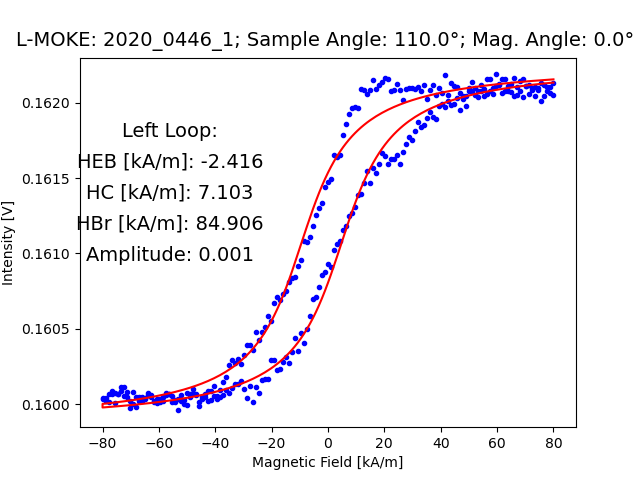 L-MOKE: 2020_0446_1; Sample Angle: 110.0°; Mag. Angle: 0.0°
Left Loop:
HEB [kA/m]: -2.416
HC [kA/m]: 7.103
HBr [kA/m]: 84.906
Amplitude: 0.001
Intensity [V]
0.1620
0.1615
0.1610
0.1605
0.1600
−80 −60 −40 −20 0 20 40 60 80
Magnetic Field [kA/m]